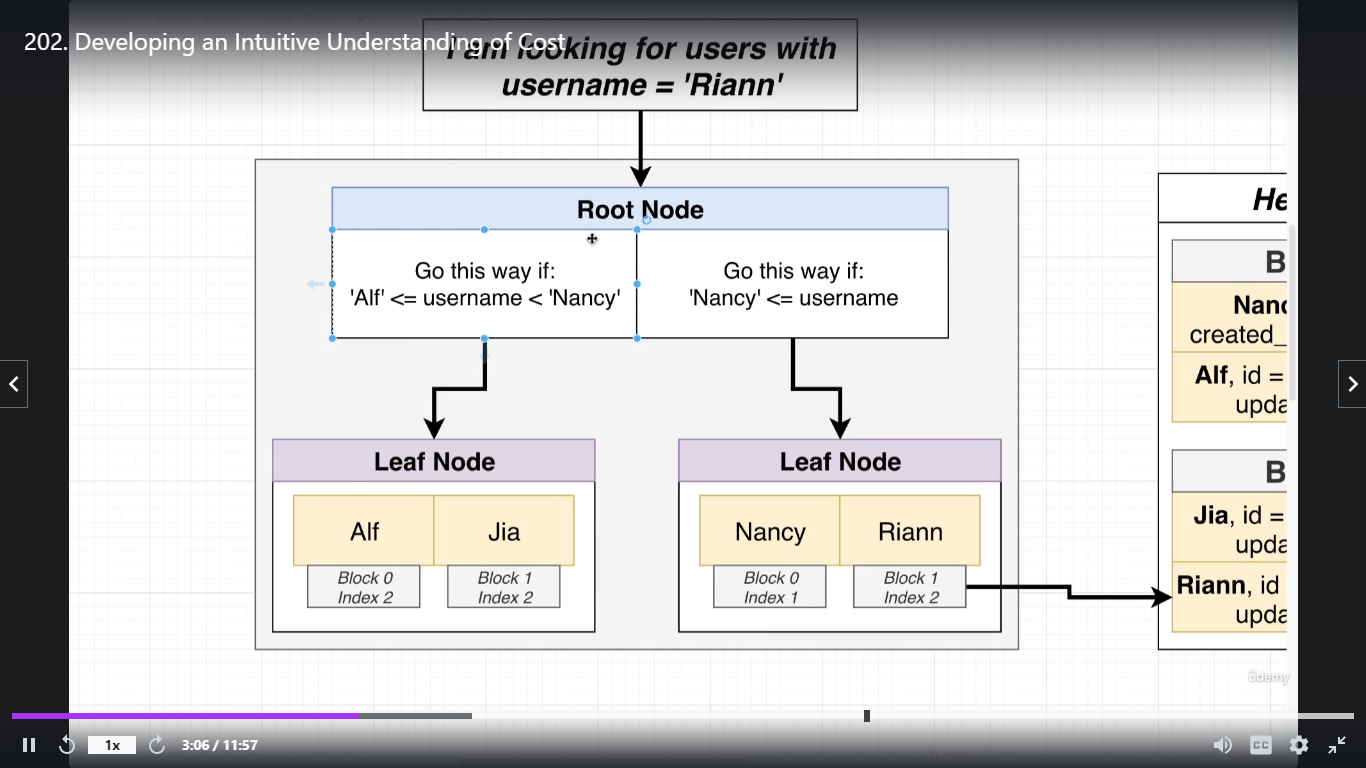 202. Developing an Intuitive Understanding of Cost
I am looking for users with
username = 'Riann'
Root Node
Go this way if:
'Alf' <= username < 'Nancy'
Go this way if:
'Nancy' <= username
Leaf Node
Alf
Jia
Block 0
Index 2
Block 1
Index 2
Leaf Node
Nancy
Riann
Block 0
Index 1
Block 1
Index 2
He
B
Nanc
created_
Alf, id =
upda
B
Jia, id =
upda
Riann, id
upda
ûdemy
1x
3:06 / 11:57
CC